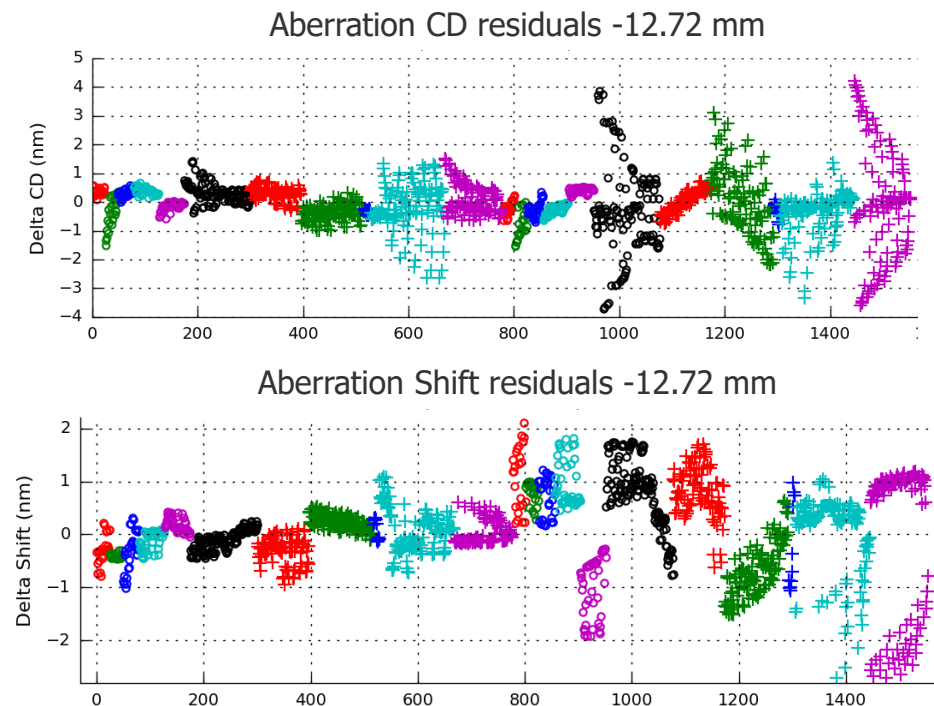 Aberration CD residuals -12.72 mm
5
4
3
2
1
0
−1
−2
−3
−4
Delta CD (nm)
0 200 400 600 800 1000 1200 1400
Aberration Shift residuals -12.72 mm
2
1
0
−1
−2
Delta Shift (nm)
0 200 400 600 800 1000 1200 1400